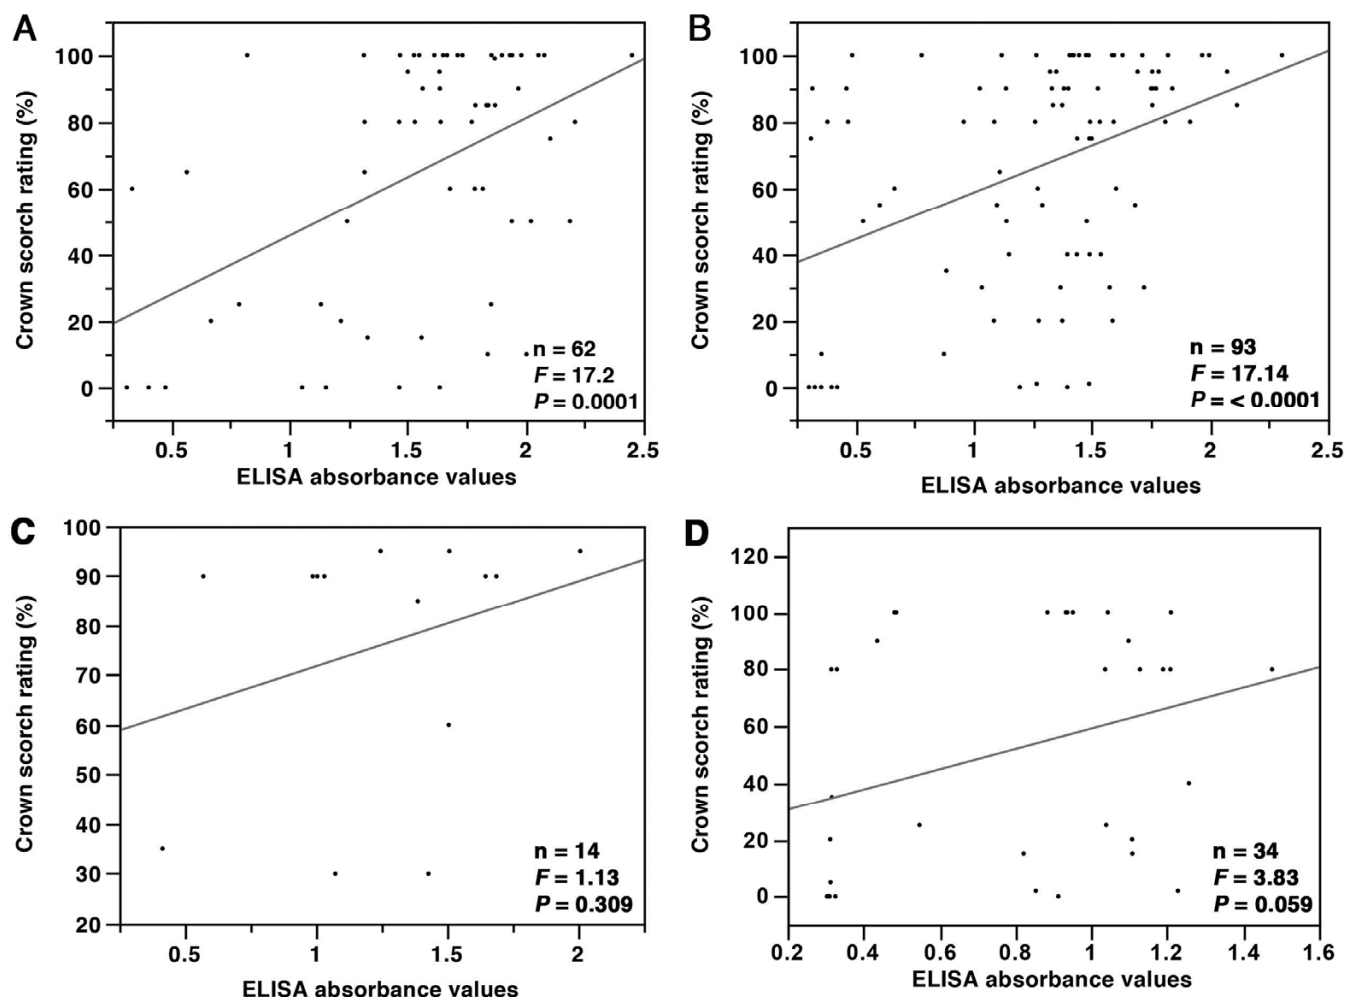 A
Crown scorch rating (%)
100
80
60
40
20
0
n = 62
F = 17.2
P = 0.0001
0.5 1 1.5 2 2.5
ELISA absorbance values
B
Crown scorch rating (%)
100
80
60
40
20
0
n = 93
F = 17.14
P = < 0.0001
0.5 1 1.5 2 2.5
ELISA absorbance values
C
Crown scorch rating (%)
100
90
80
70
60
50
40
30
20
n = 14
F = 1.13
P = 0.309
0.5 1 1.5 2
ELISA absorbance values
D
Crown scorch rating (%)
120
100
80
60
40
20
0
n = 34
F = 3.83
P = 0.059
0.2 0.4 0.6 0.8 1 1.2 1.4 1.6
ELISA absorbance values